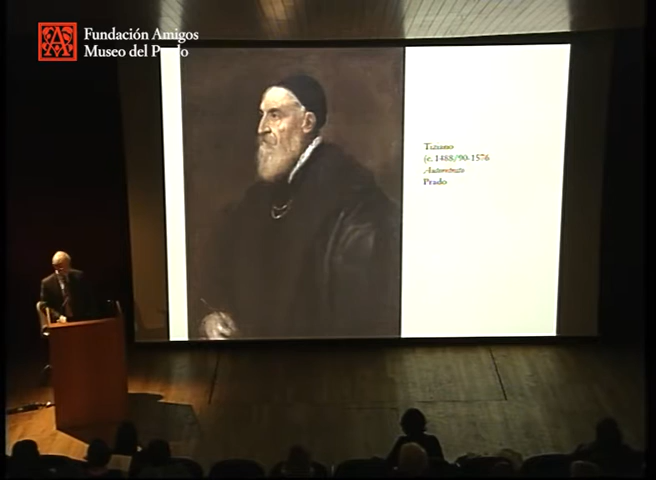 Fundación Amigos
Museo del Prado
Tiziano
(c. 1488/90-1576
Autorretrato
Prado